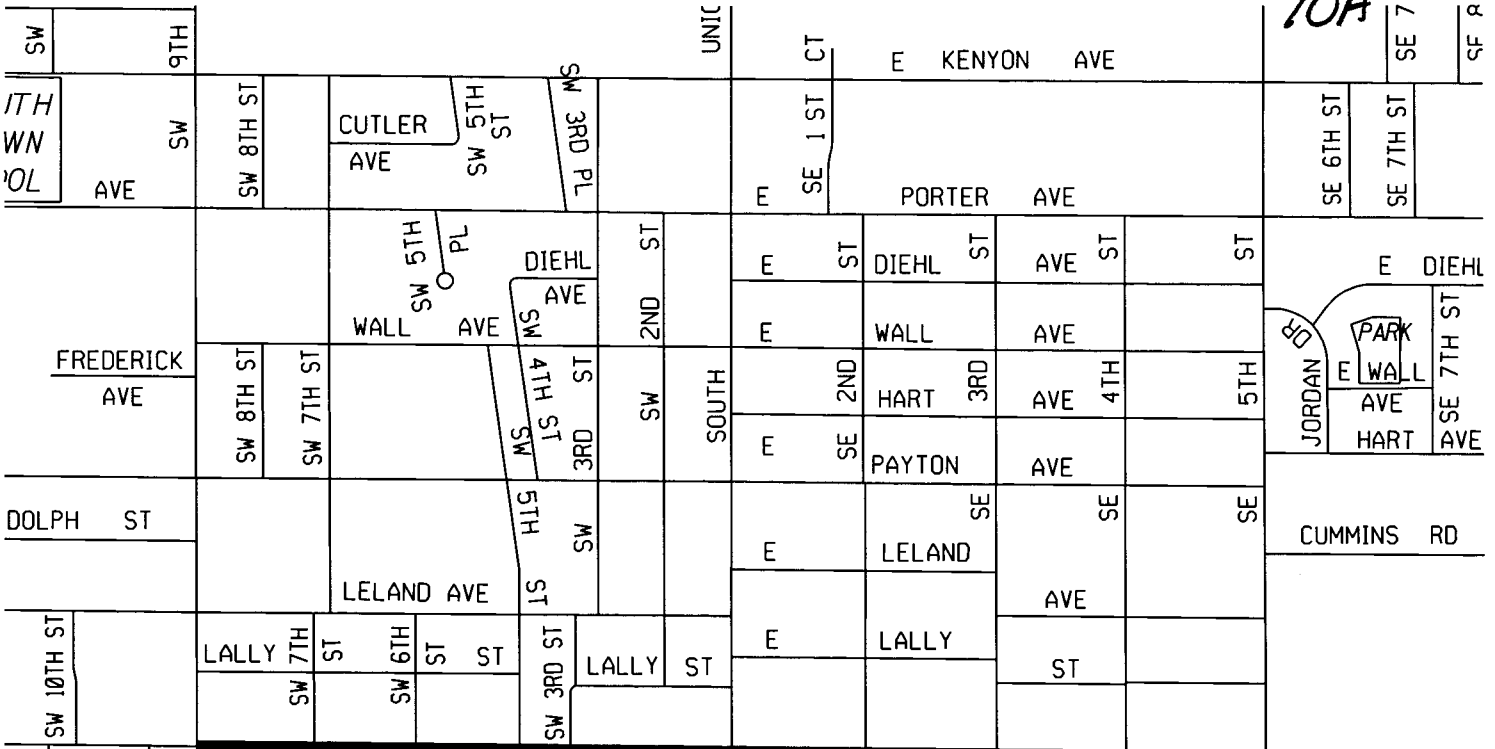 SW
9TH
UNIC
10A
SE 7
SE 8
E KENYON AVE
SE 1ST CT
SW 3RD PL
SW 5TH ST
CUTLER AVE
SW 8TH ST
SW
AVE
SE 6TH ST
SE 7TH ST
E PORTER AVE
SW 5TH PL
DIEHL AVE
2ND ST
E DIEHL AVE
ST
ST
ST
ST
E DIEHL
WALL AVE
E WALL AVE
JORDAN DR
PARK
SE 7TH ST
E WALL AVE
FREDERICK AVE
SW 8TH ST
SW 7TH ST
SW 4TH ST
SW 3RD ST
SW
SOUTH
2ND
HART AVE
3RD
4TH
5TH
HART AVE
E
SE
PAYTON AVE
SW 5TH ST
DOLPH ST
SE
SE
SE
CUMMINS RD
E LELAND AVE
LELAND AVE
SW 10TH ST
LALLY ST
SW 7TH ST
SW 6TH ST
SW 3RD ST
LALLY ST
E LALLY ST